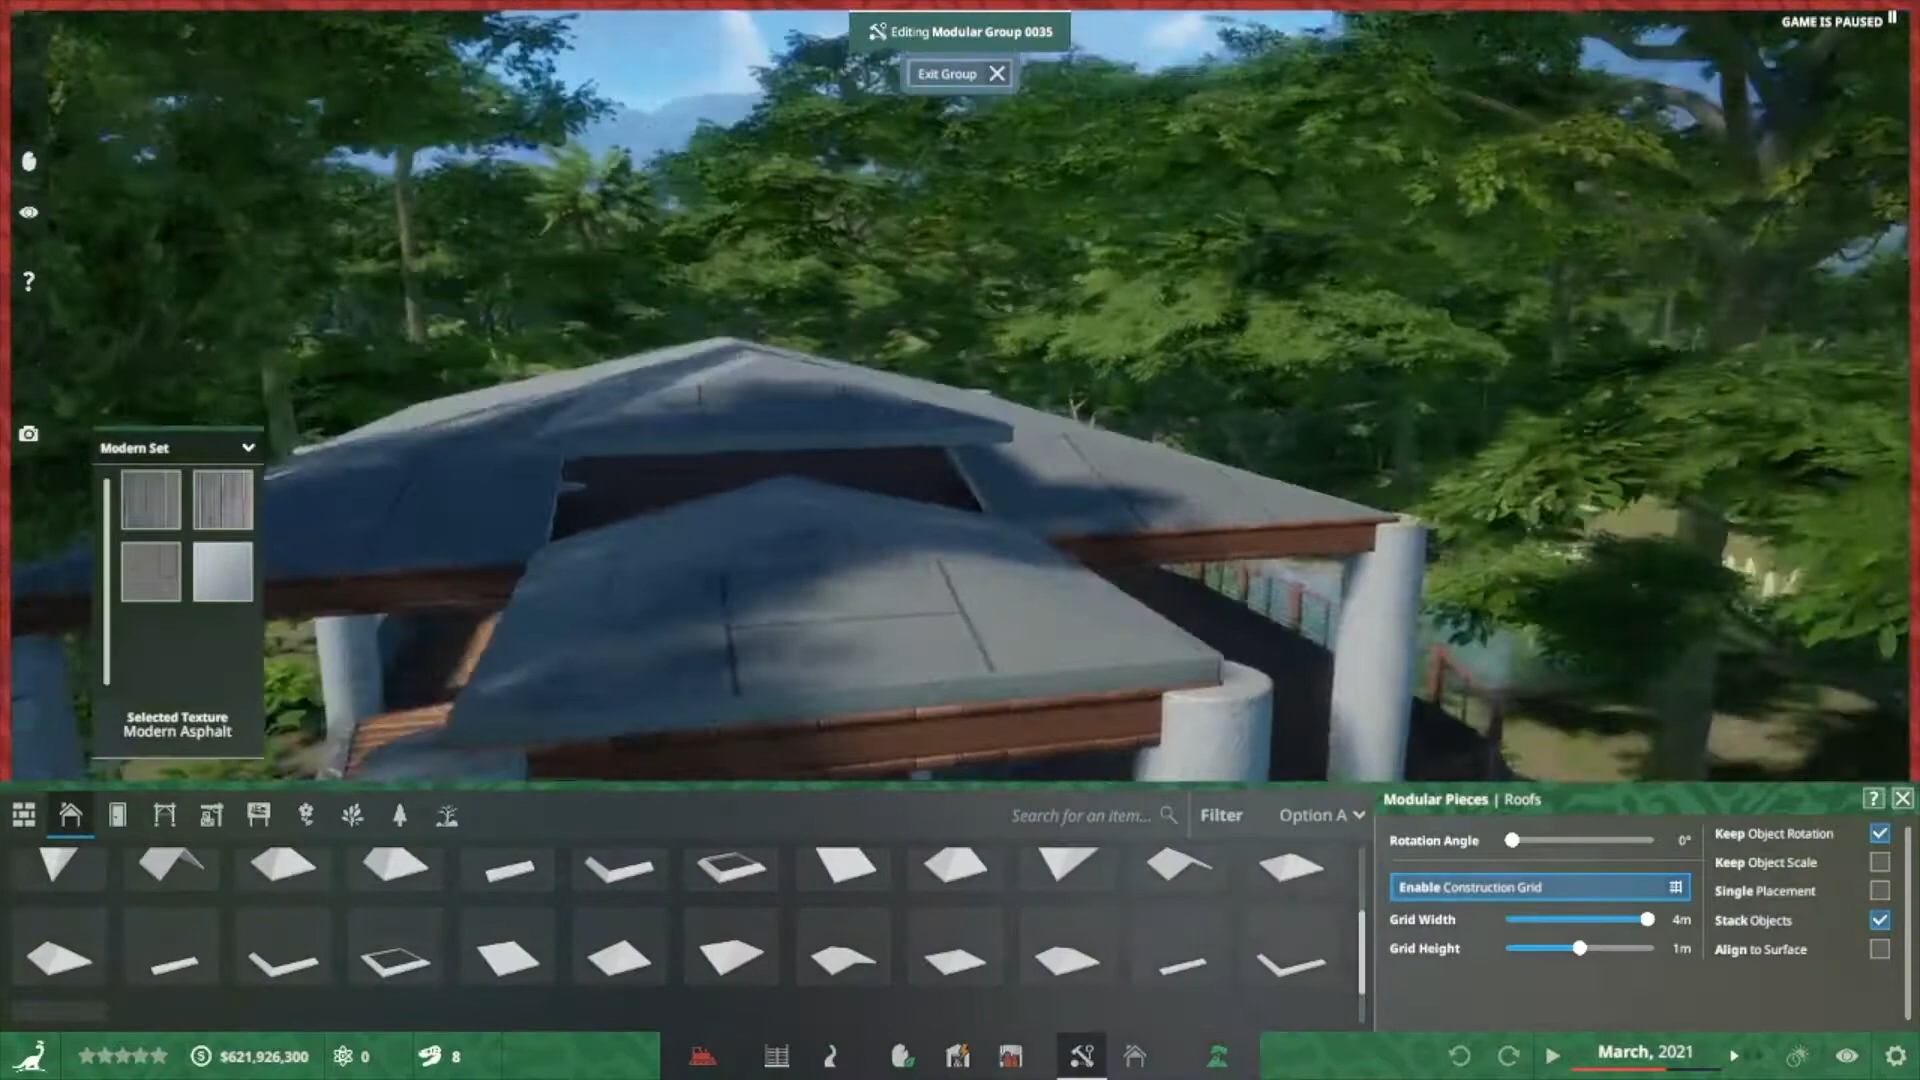 Editing Modular Group 0035
GAME IS PAUSED
Exit Group
?
Modern Set
Selected Texture
Modern Asphalt
Search for an item...
Filter
Option A
Modular Pieces | Roofs
?
Rotation Angle
0°
Enable Construction Grid
Grid Width
4m
Grid Height
1m
Keep Object Rotation
Keep Object Scale
Single Placement
Stack Objects
Align to Surface
$621,926,300
0
8
March, 2021